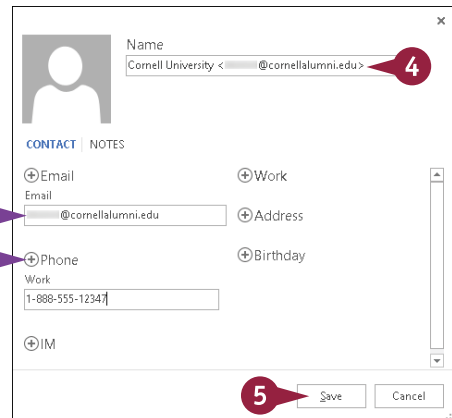 Name
Cornell University < @cornellalumni.edu>
4
CONTACT | NOTES
Email
Email
@cornellalumni.edu
Phone
Work
1-888-555-12347
IM
Work
Address
Birthday
5
Save
Cancel